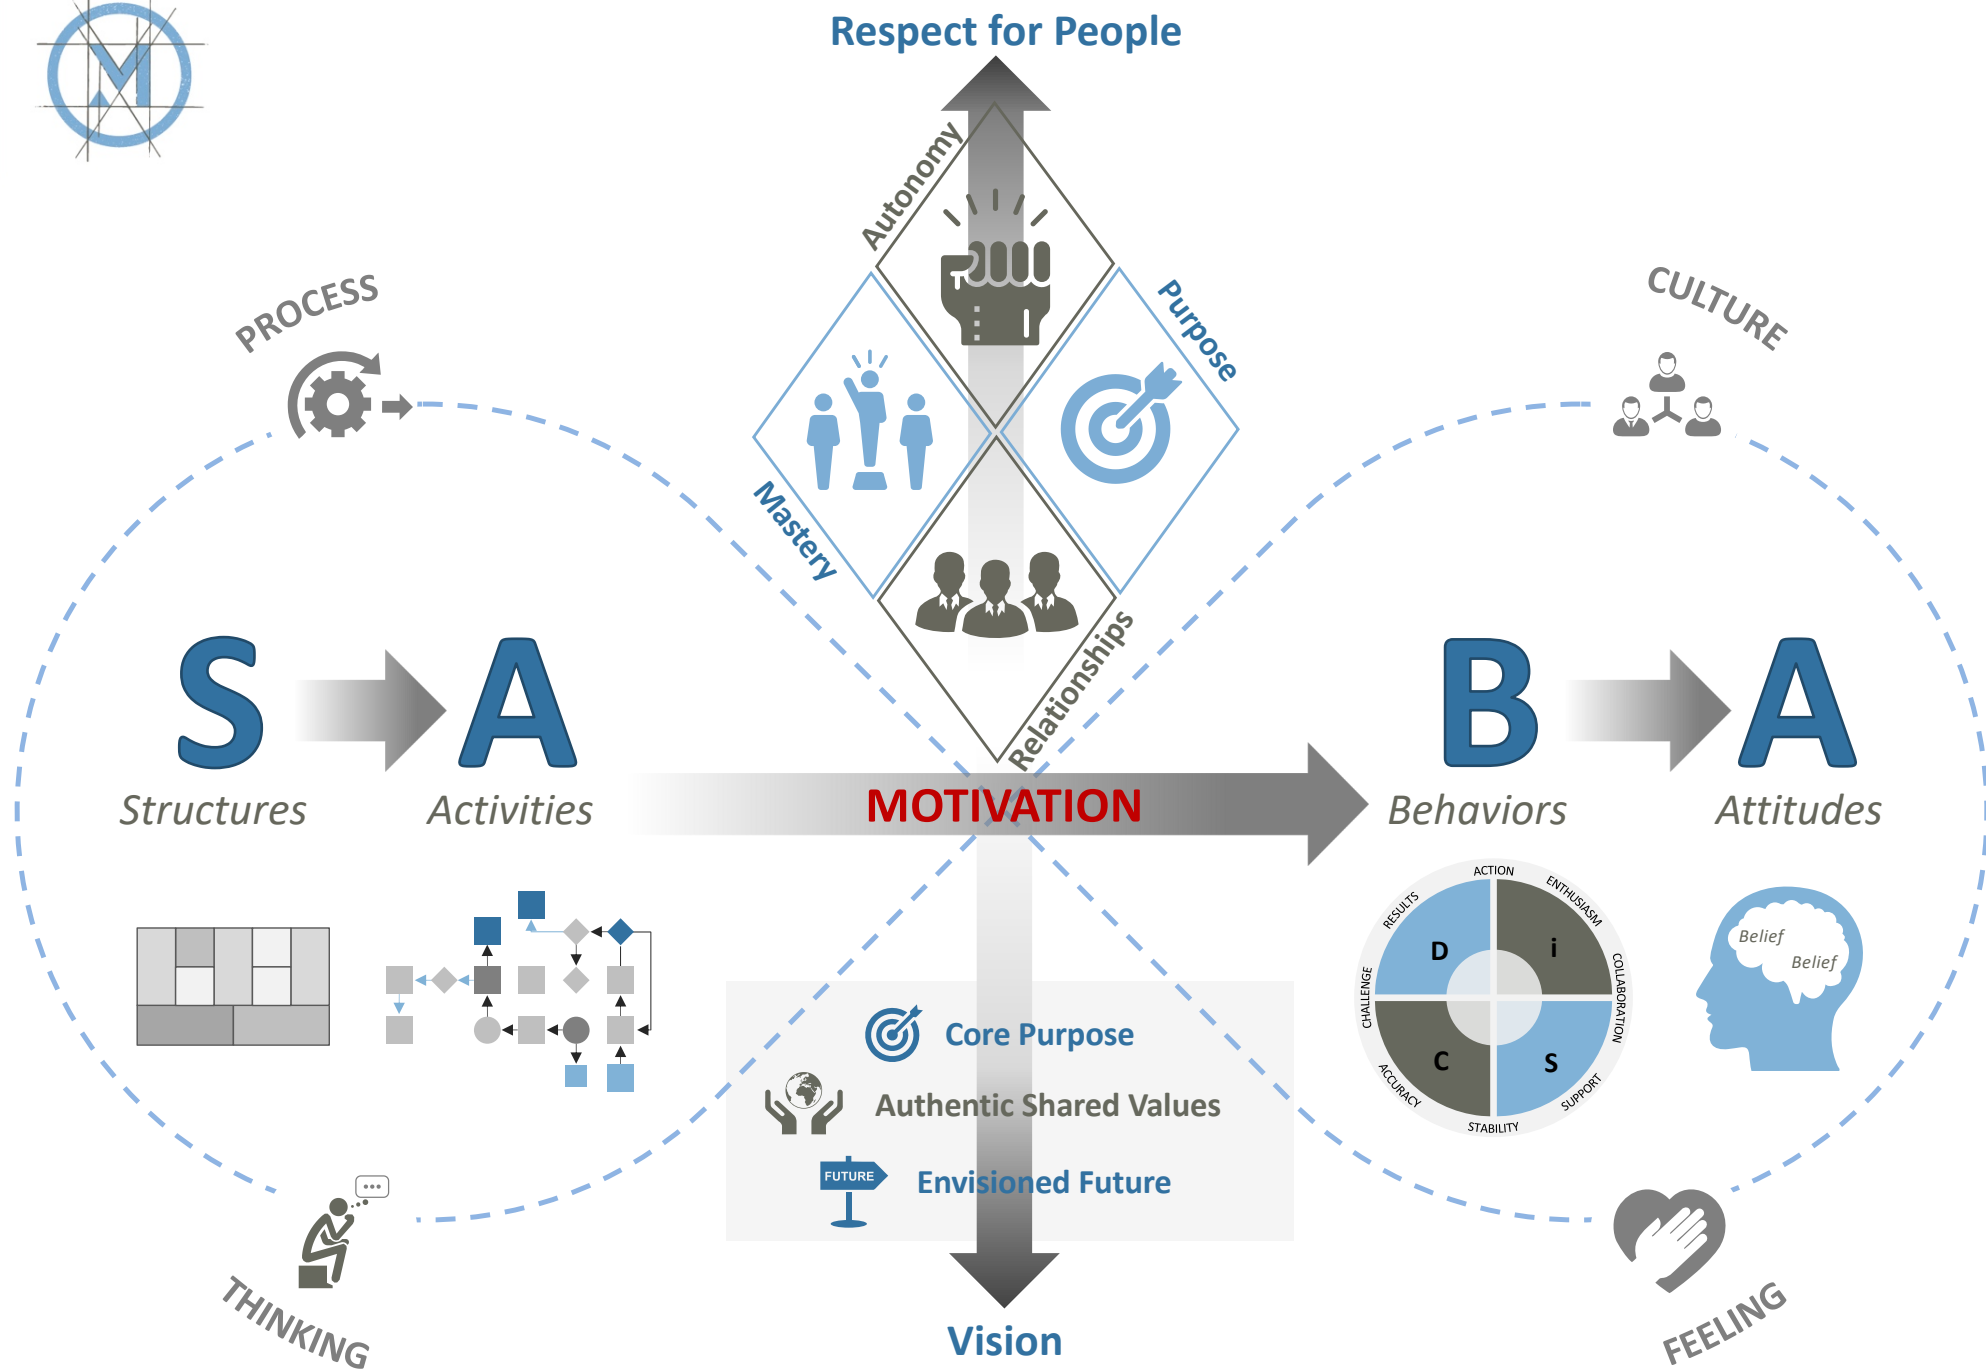 M
Respect for People
Autonomy
Purpose
Mastery
Relationships
PROCESS
CULTURE
S
A
B
A
Structures
Activities
MOTIVATION
Behaviors
Attitudes
ACTION
ENTHUSIASM
COLLABORATION
SUPPORT
STABILITY
ACCURACY
CHALLENGE
RESULTS
D
i
C
S
Belief
Belief
Core Purpose
Authentic Shared Values
FUTURE
Envisioned Future
THINKING
FEELING
Vision